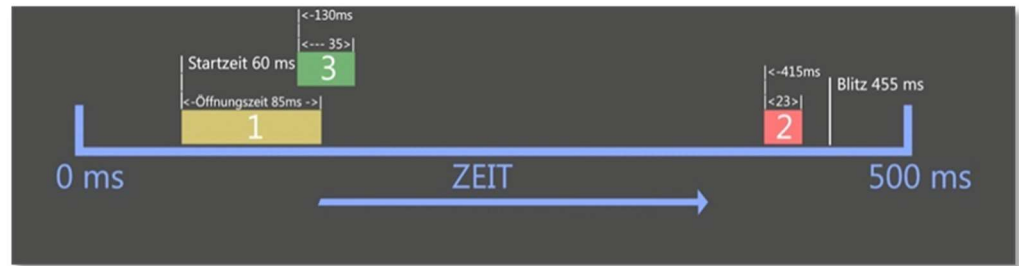 <-130ms
<--- 35>|
Startzeit 60 ms
3
<-Öffnungszeit 85ms ->
1
<-415ms
<23>
2
Blitz 455 ms
0 ms
ZEIT
500 ms